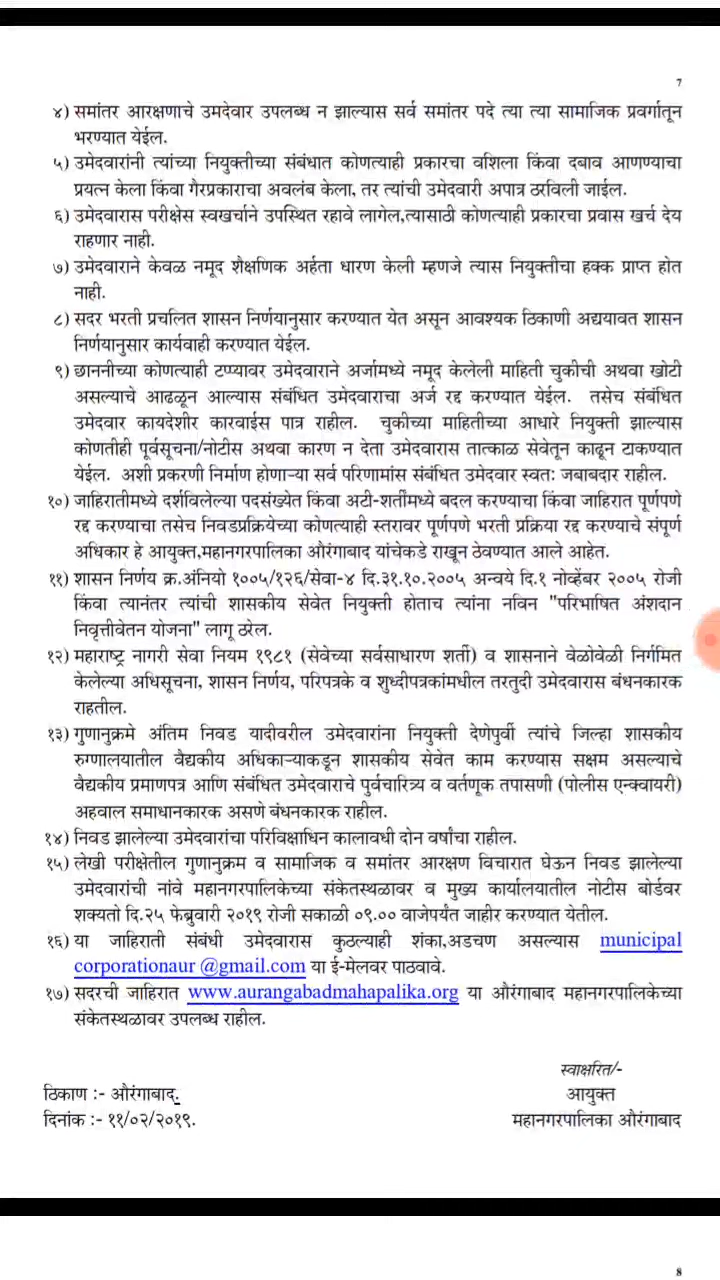 7
४) समांतर आरक्षणाचे उमदेवार उपलब्ध न झाल्यास सर्व समांतर पदे त्या त्या सामाजिक प्रवर्गातून
भरण्यात येईल.
५) उमेदवारांनी त्यांच्या नियुक्तीच्या संबंधात कोणत्याही प्रकारचा वशिला किंवा दबाव आणण्याचा
प्रयत्न केला किंवा गैरप्रकाराचा अवलंब केला, तर त्यांची उमेदवारी अपात्र ठरविली जाईल.
६) उमेदवारास परीक्षेस स्वखर्चाने उपस्थित रहावे लागेल,त्यासाठी कोणत्याही प्रकारचा प्रवास खर्च देय
राहणार नाही.
७) उमेदवाराने केवळ नमूद शैक्षणिक अर्हता धारण केली म्हणजे त्यास नियुक्तीचा हक्क प्राप्त होत
नाही.
८) सदर भरती प्रचलित शासन निर्णयानुसार करण्यात येत असून आवश्यक ठिकाणी अद्ययावत शासन
निर्णयानुसार कार्यवाही करण्यात येईल.
९) छाननीच्या कोणत्याही टप्प्यावर उमेदवाराने अर्जामध्ये नमूद केलेली माहिती चुकीची अथवा खोटी
असल्याचे आढळून आल्यास संबंधित उमेदवाराचा अर्ज रद्द करण्यात येईल. तसेच संबंधित
उमेदवार कायदेशीर कारवाईस पात्र राहील. चुकीच्या माहितीच्या आधारे नियुक्ती झाल्यास
कोणतीही पूर्वसूचना/नोटीस अथवा कारण न देता उमेदवारास तात्काळ सेवेतून काढून टाकण्यात
येईल. अशी प्रकरणी निर्माण होणाऱ्या सर्व परिणामांस संबंधित उमेदवार स्वतः जबाबदार राहील.
१०) जाहिरातीमध्ये दर्शविलेल्या पदसंख्येत किंवा अटी-शर्तींमध्ये बदल करण्याचा किंवा जाहिरात पूर्णपणे
रद्द करण्याचा तसेच निवडप्रक्रियेच्या कोणत्याही स्तरावर पूर्णपणे भरती प्रक्रिया रद्द करण्याचे संपूर्ण
अधिकार हे आयुक्त,महानगरपालिका औरंगाबाद यांचेकडे राखून ठेवण्यात आले आहेत.
११) शासन निर्णय क्र.अंनियो १००५/१२६/सेवा-४ दि.३१.१०.२००५ अन्वये दि.१ नोव्हेंबर २००५ रोजी
किंवा त्यानंतर त्यांची शासकीय सेवेत नियुक्ती होताच त्यांना नविन "परिभाषित अंशदान
निवृत्तीवेतन योजना" लागू ठरेल.
१२) महाराष्ट्र नागरी सेवा नियम १९८१ (सेवेच्या सर्वसाधारण शर्ती) व शासनाने वेळोवेळी निर्गमित
केलेल्या अधिसूचना, शासन निर्णय, परिपत्रके व शुध्दीपत्रकांमधील तरतुदी उमेदवारास बंधनकारक
राहतील.
१३) गुणानुक्रमे अंतिम निवड यादीवरील उमेदवारांना नियुक्ती देणेपुर्वी त्यांचे जिल्हा शासकीय
रुग्णालयातील वैद्यकीय अधिकाऱ्याकडून शासकीय सेवेत काम करण्यास सक्षम असल्याचे
वैद्यकीय प्रमाणपत्र आणि संबंधित उमेदवाराचे पुर्वचारित्र्य व वर्तणूक तपासणी (पोलीस एन्क्वायरी)
अहवाल समाधानकारक असणे बंधनकारक राहील.
१४) निवड झालेल्या उमेदवारांचा परिविक्षाधिन कालावधी दोन वर्षाचा राहील.
१५) लेखी परीक्षेतील गुणानुक्रम व सामाजिक व समांतर आरक्षण विचारात घेऊन निवड झालेल्या
उमेदवारांची नांवे महानगरपालिकेच्या संकेतस्थळावर व मुख्य कार्यालयातील नोटीस बोर्डवर
शक्यतो दि.२५ फेब्रुवारी २०१९ रोजी सकाळी ०९.०० वाजेपर्यंत जाहीर करण्यात येतील.
१६) या जाहिराती संबंधी उमेदवारास कुठल्याही शंका,अडचण असल्यास municipal
corporationaur @gmail.com या ई-मेलवर पाठवावे.
१७) सदरची जाहिरात www.aurangabadmahapalika.org या औरंगाबाद महानगरपालिकेच्या
संकेतस्थळावर उपलब्ध राहील.
स्वाक्षरित/-
ठिकाण :- औरंगाबाद. आयुक्त
दिनांक :- ११/०२/२०१९. महानगरपालिका औरंगाबाद
8